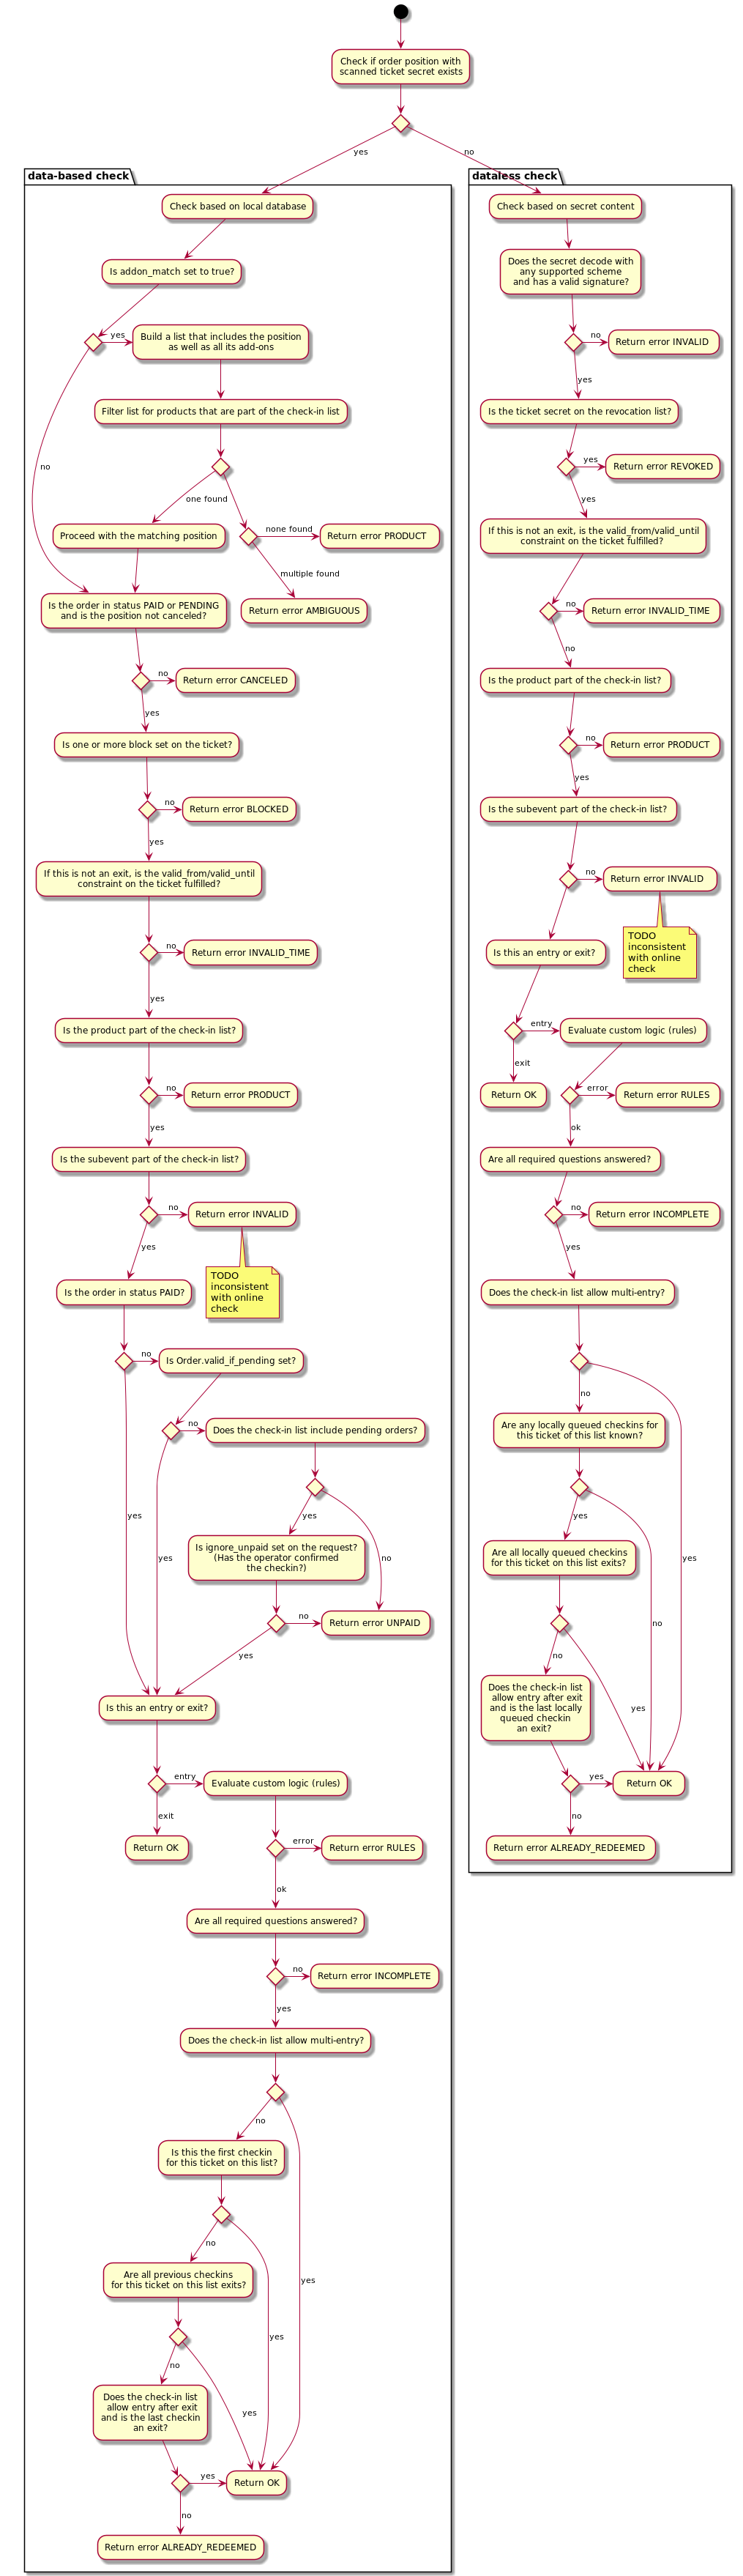 Check if order position with
scanned ticket secret exists
yes
no
data-based check
Check based on local database
Is addon_match set to true?
yes
Build a list that includes the position
as well as all its add-ons
Filter list for products that are part of the check-in list
no
one found
none found
Proceed with the matching position
Return error PRODUCT
multiple found
Is the order in status PAID or PENDING
and is the position not canceled?
Return error AMBIGUOUS
no
Return error CANCELED
yes
Is one or more block set on the ticket?
no
Return error BLOCKED
yes
If this is not an exit, is the valid_from/valid_until
constraint on the ticket fulfilled?
no
Return error INVALID_TIME
yes
Is the product part of the check-in list?
no
Return error PRODUCT
yes
Is the subevent part of the check-in list?
no
Return error INVALID
yes
TODO
inconsistent
with online
check
Is the order in status PAID?
no
Is Order.valid_if_pending set?
no
Does the check-in list include pending orders?
yes
yes
yes
Is ignore_unpaid set on the request?
(Has the operator confirmed
the checkin?)
no
no
Return error UNPAID
yes
Is this an entry or exit?
entry
Evaluate custom logic (rules)
exit
Return OK
error
Return error RULES
ok
Are all required questions answered?
no
Return error INCOMPLETE
yes
Does the check-in list allow multi-entry?
no
Is this the first checkin
for this ticket on this list?
no
Are all previous checkins
for this ticket on this list exits?
yes
yes
no
Does the check-in list
allow entry after exit
and is the last checkin
an exit?
yes
yes
Return OK
no
Return error ALREADY_REDEEMED
dataless check
Check based on secret content
Does the secret decode with
any supported scheme
and has a valid signature?
no
Return error INVALID
yes
Is the ticket secret on the revocation list?
yes
Return error REVOKED
yes
If this is not an exit, is the valid_from/valid_until
constraint on the ticket fulfilled?
no
Return error INVALID_TIME
no
Is the product part of the check-in list?
no
Return error PRODUCT
yes
Is the subevent part of the check-in list?
no
Return error INVALID
TODO
inconsistent
with online
check
Is this an entry or exit?
entry
Evaluate custom logic (rules)
exit
Return OK
error
Return error RULES
ok
Are all required questions answered?
no
Return error INCOMPLETE
yes
Does the check-in list allow multi-entry?
no
Are any locally queued checkins for
this ticket of this list known?
yes
yes
Are all locally queued checkins
for this ticket on this list exits?
no
no
Does the check-in list
allow entry after exit
and is the last locally
queued checkin
an exit?
yes
yes
Return OK
no
Return error ALREADY_REDEEMED